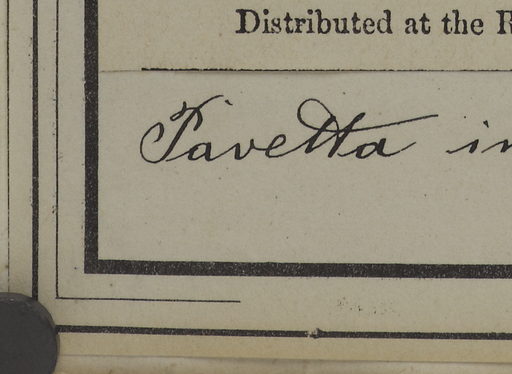 Distributed at the R
Pavetta in